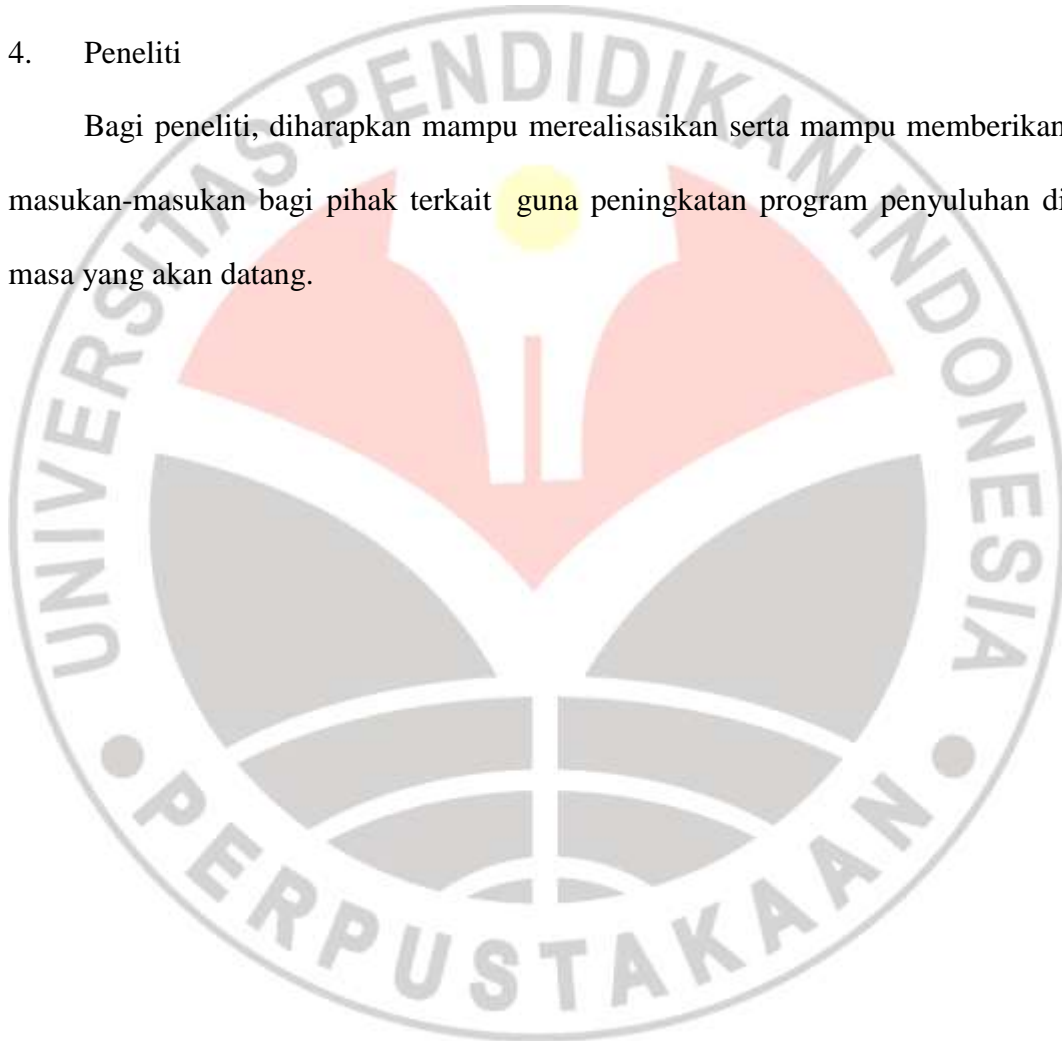 4. Peneliti
Bagi peneliti, diharapkan mampu merealisasikan serta mampu memberikan
masukan-masukan bagi pihak terkait guna peningkatan program penyuluhan di
masa yang akan datang.
UNIVERSITAS PENDIDIKAN INDONESIA
PERPUSTAKAAN